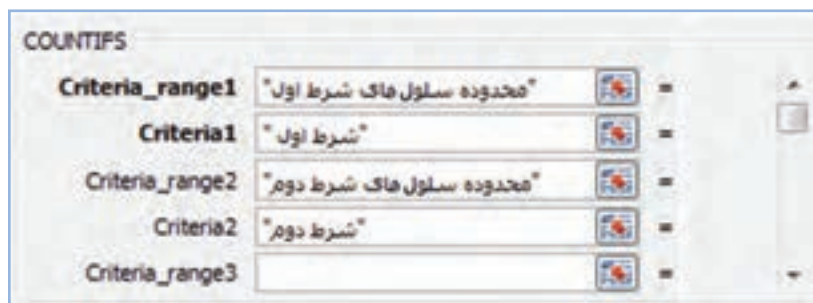 COUNTIFS
Criteria_range1 "محدوده سلول های شرط اول" =
Criteria1 "شرط اول " =
Criteria_range2 "محدوده سلول های شرط دوم" =
Criteria2 "شرط دوم" =
Criteria_range3 =